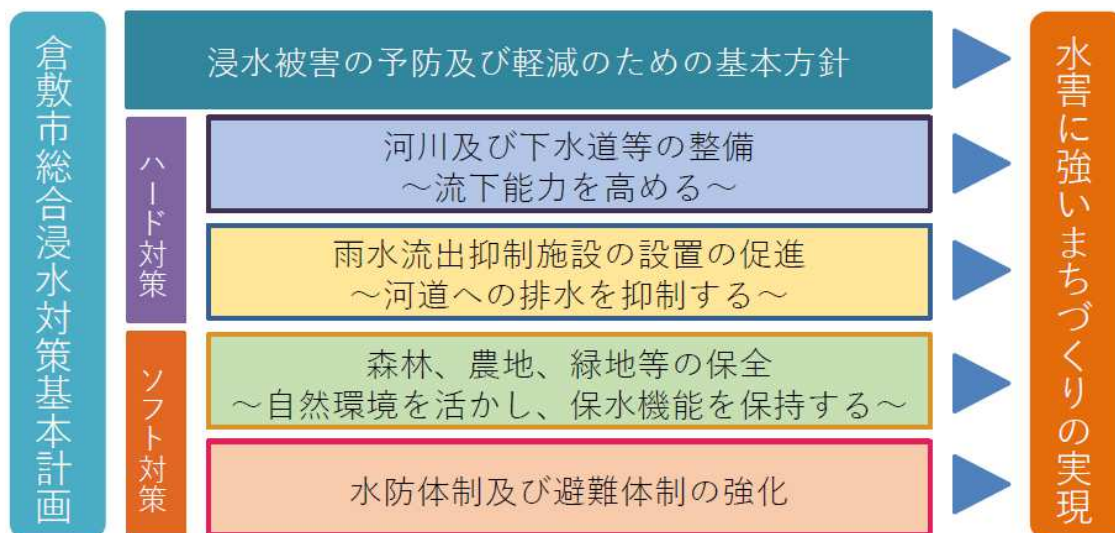 倉敷市総合浸水対策基本計画
浸水被害の予防及び軽減のための基本方針
ハード対策
河川及び下水道等の整備
～流下能力を高める～
雨水流出抑制施設の設置の促進
～河道への排水を抑制する～
ソフト対策
森林、農地、緑地等の保全
～自然環境を活かし、保水機能を保持する～
水防体制及び避難体制の強化
水害に強いまちづくりの実現